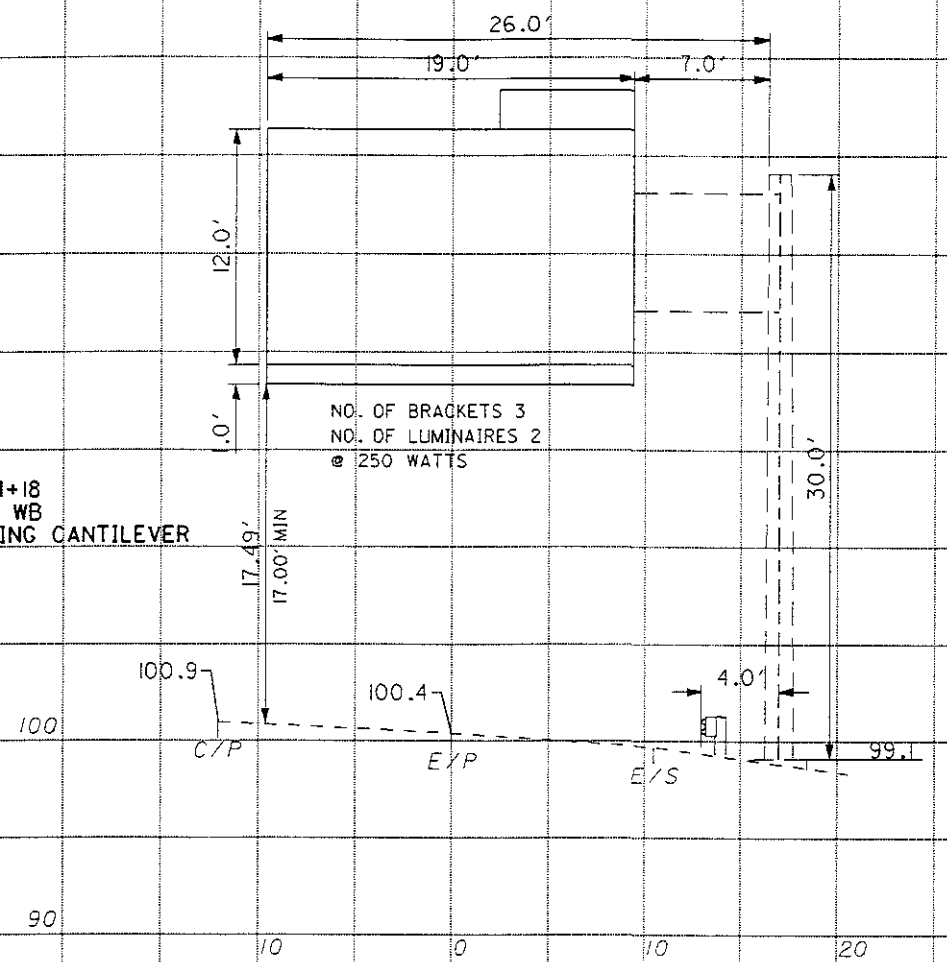 26.0'
19.0'
7.0'
12.0'
1.0'
NO. OF BRACKETS 3
NO. OF LUMINAIRES 2
@ 250 WATTS
1+18
WB
ING CANTILEVER
17.49'
17.00' MIN
30.0'
100.9
100.4
4.0'
100
C/P
E/P
E/S
99.1
90
10
0
10
20